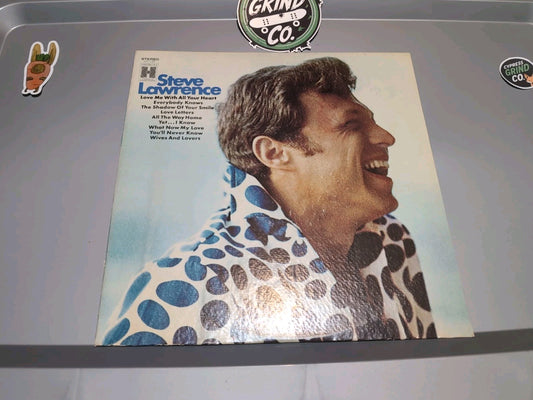 GRIND
CO.
STEREO
H
Steve
Lawrence
Love Me With All Your Heart
Everybody Knows
The Shadow Of Your Smile
Love Letters
All The Way Home
Yet...I Know
What Now My Love
You'll Never Know
Wives And Lovers
CYPRESS
GRIND
CO.